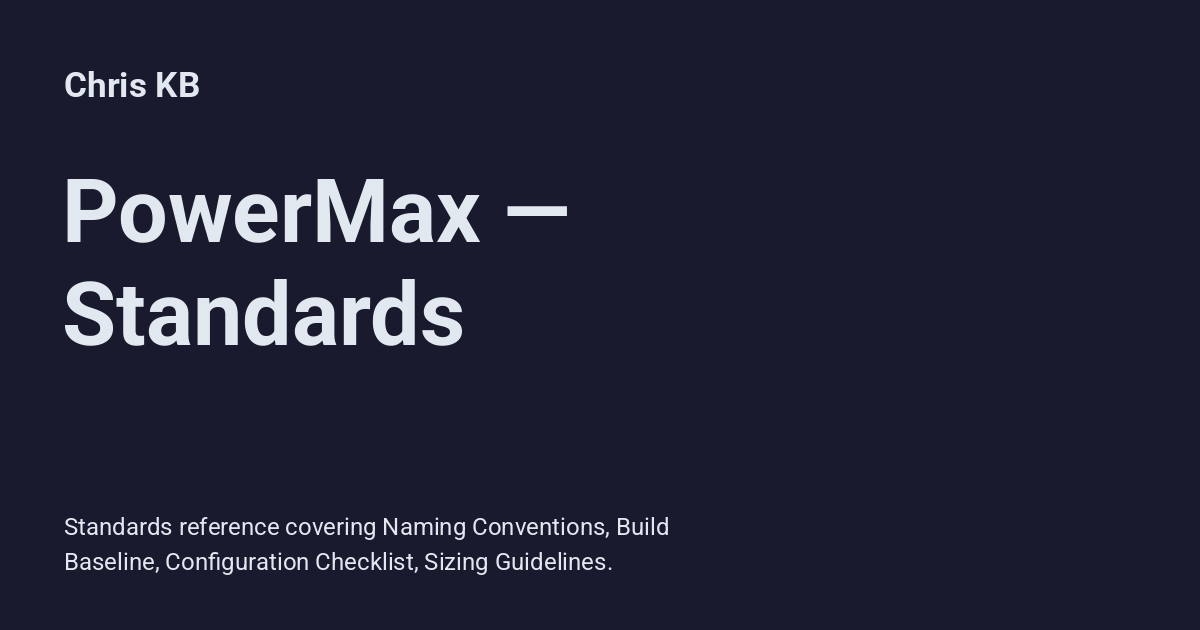 Chris KB
PowerMax —
Standards
Standards reference covering Naming Conventions, Build
Baseline, Configuration Checklist, Sizing Guidelines.